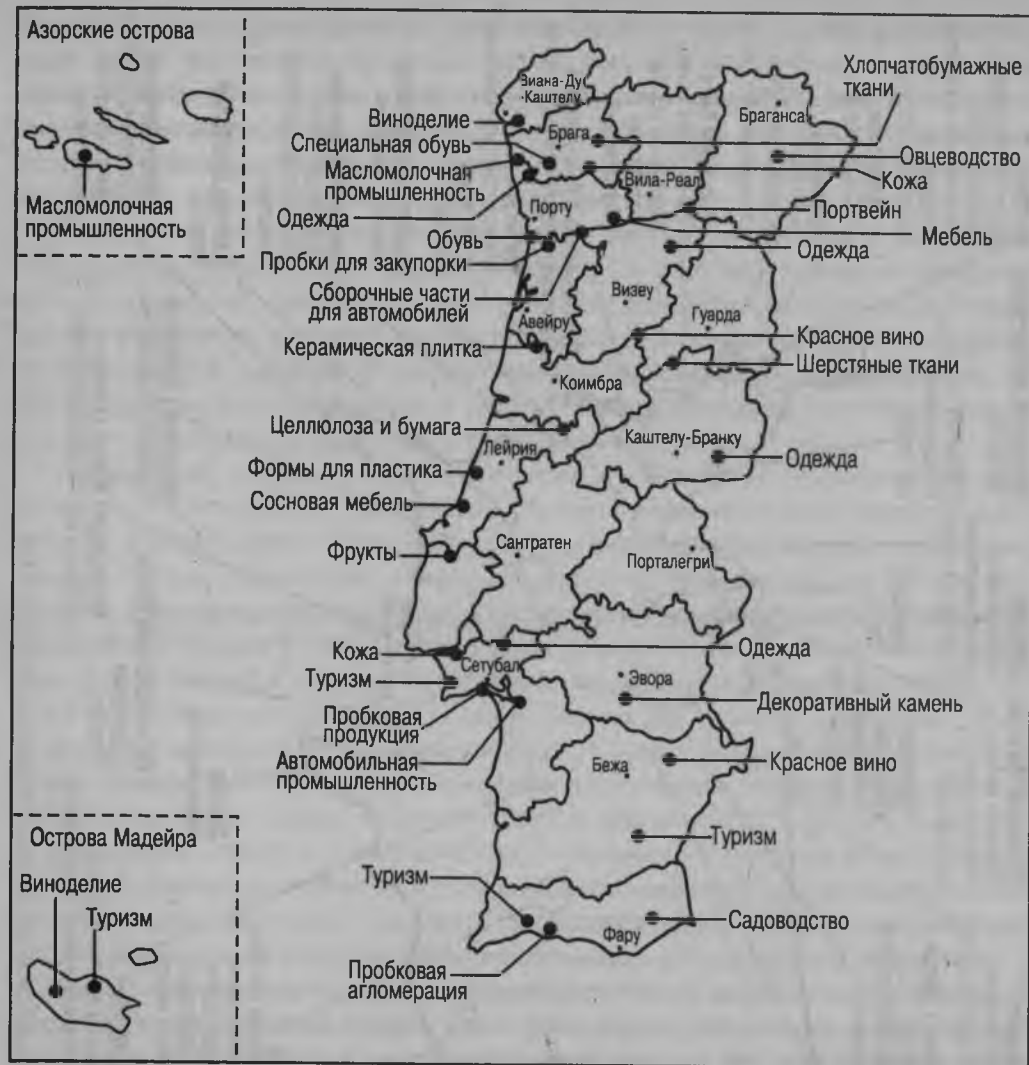 Азорские острова
Масломолочная
промышленность
Виана-Ду
-Каштелу
Хлопчатобумажные
ткани
Браганса
Виноделие
Специальная обувь
Брага
Овцеводство
Масломолочная
промышленность
Кожа
Вила-Реал
Одежда
Порту
Портвейн
Обувь
Мебель
Пробки для закупорки
Одежда
Сборочные части
для автомобилей
Визеу
Авейру
Гуарда
Керамическая плитка
Красное вино
Шерстяные ткани
Коимбра
Целлюлоза и бумага
Каштелу-Бранку
Лейрия
Одежда
Формы для пластика
Сосновая мебель
Фрукты
Сантратен
Порталегри
Кожа
Одежда
Сетубал
Туризм
Эвора
Декоративный камень
Пробковая
продукция
Автомобильная
промышленность
Бежа
Красное вино
Туризм
Острова Мадейра
Виноделие
Туризм
Туризм
Садоводство
Фару
Пробковая
агломерация